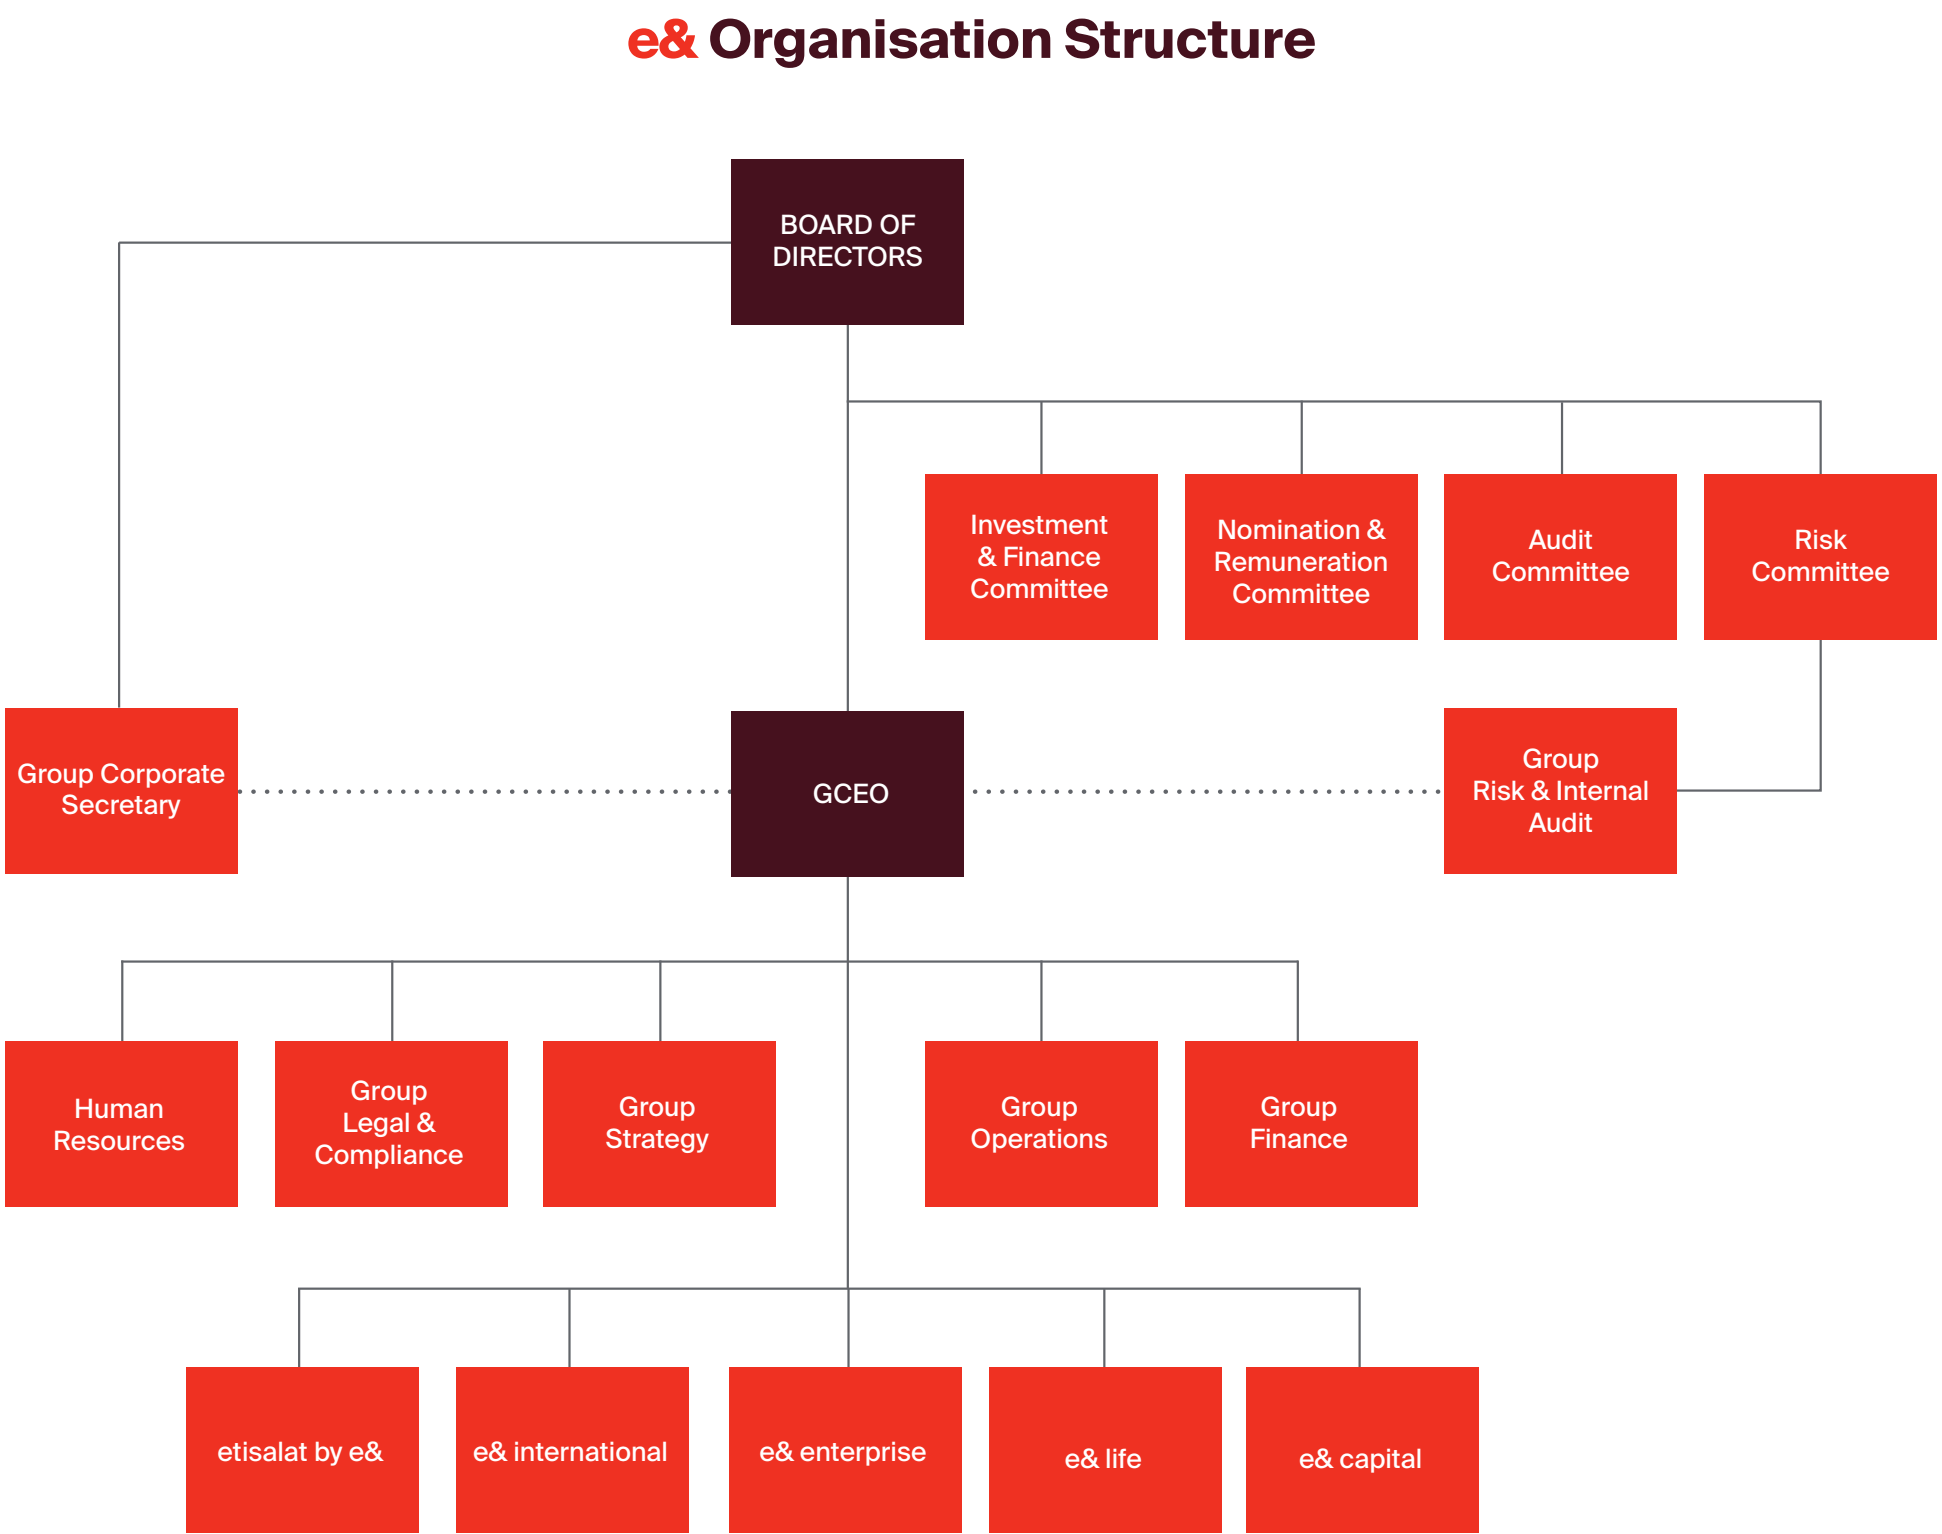 e& Organisation Structure
BOARD OF
DIRECTORS
Investment
& Finance
Committee
Nomination &
Remuneration
Committee
Audit
Committee
Risk
Committee
Group Corporate
Secretary
GCEO
Group
Risk & Internal
Audit
Human
Resources
Group
Legal &
Compliance
Group
Strategy
Group
Operations
Group
Finance
etisalat by e&
e& international
e& enterprise
e& life
e& capital